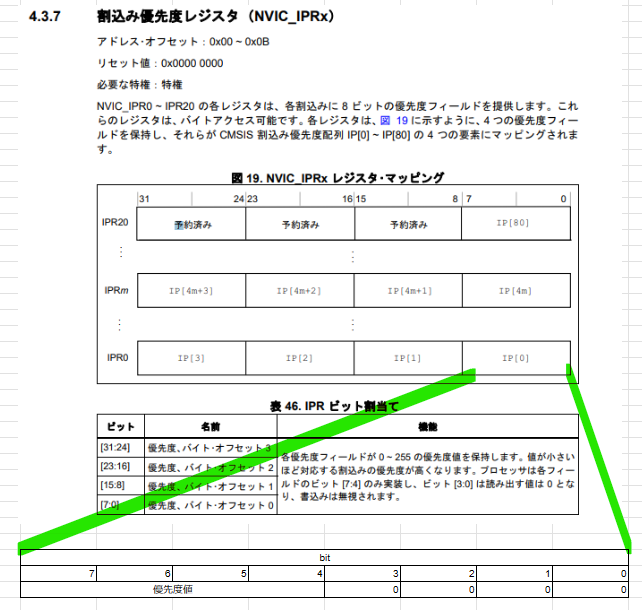 4.3.7 割込み優先度レジスタ（NVIC_IPRx）
アドレス・オフセット：0x00 ~ 0x0B
リセット値：0x0000 0000
必要な特権：特権
NVIC_IPR0 ~ IPR20 の各レジスタは、各割込みに 8 ビットの優先度フィールドを提供します。これ
らのレジスタは、バイトアクセス可能です。各レジスタは、図 19 に示すように、4 つの優先度フィー
ルドを保持し、それらが CMSIS 割込み優先度配列 IP[0] ~ IP[80] の 4 つの要素にマッピングされま
す。
図 19. NVIC_IPRx レジスタ・マッピング
31 24 23 16 15 8 7 0
IPR20 予約済み 予約済み 予約済み IP[80]
IPRm IP[4m+3] IP[4m+2] IP[4m+1] IP[4m]
IPR0 IP[3] IP[2] IP[1] IP[0]
表 46. IPR ビット割当て
ビット 名前 機能
[31:24] 優先度、バイト・オフセット 3
[23:16] 優先度、バイト・オフセット 2
[15:8] 優先度、バイト・オフセット 1
[7:0] 優先度、バイト・オフセット 0
各優先度フィールドが 0 ~ 255 の優先度値を保持します。値が小さい
ほど対応する割込みの優先度が高くなります。プロセッサは各フィー
ルドのビット [7:4] のみ実装し、ビット [3:0] は読み出す値は 0 とな
り、書込みは無視されます。
bit
7 6 5 4 3 2 1 0
優先度値 0 0 0 0